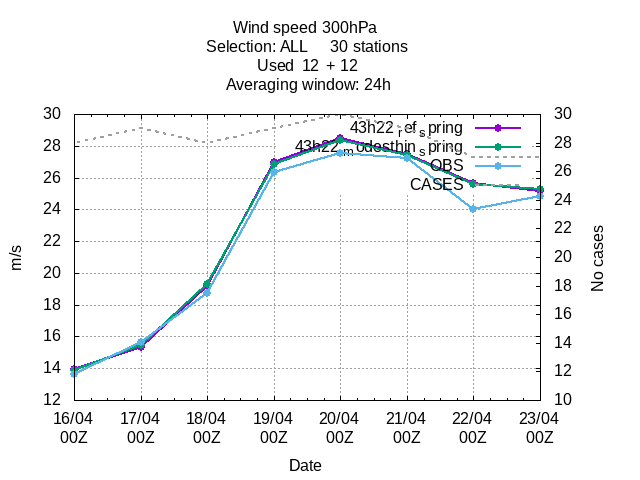 Wind speed 300hPa
Selection: ALL 30 stations
Used 12 + 12
Averaging window: 24h
30 30
43h22_ref_spring
28 28
43h22_modesthin_spring
26 26
OBS
CASES
24 24
22 22
m/s
No cases
20 20
18 18
16 16
14 14
12 12
12 10
16/04 17/04 18/04 19/04 20/04 21/04 22/04 23/04
00Z 00Z 00Z 00Z 00Z 00Z 00Z 00Z
Date